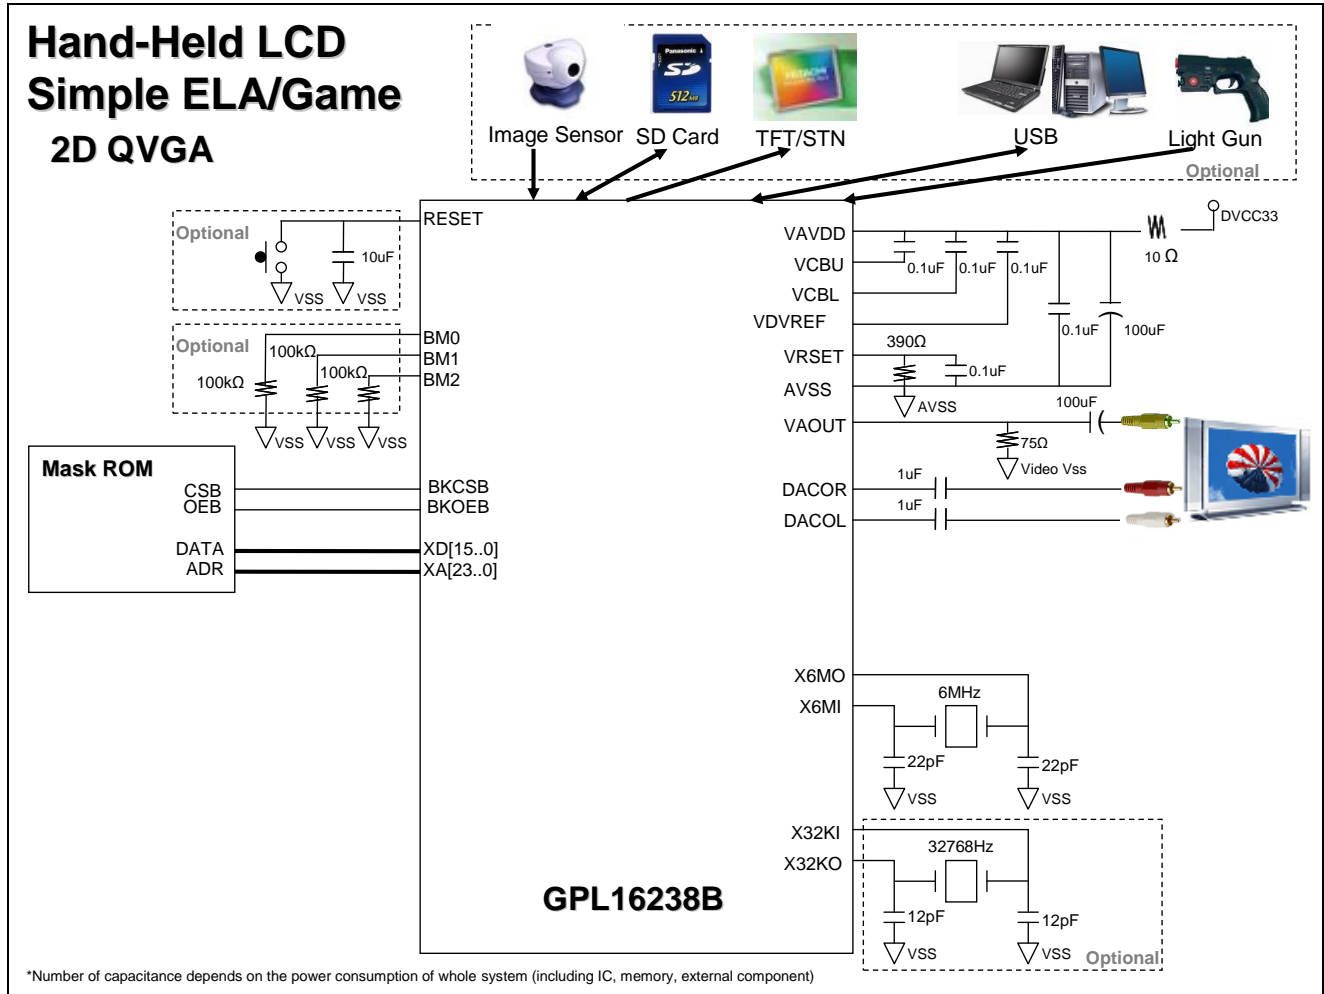 Hand-Held LCD
Simple ELA/Game
2D QVGA
Panasonic
SD
512MB
HITACHI
Image Sensor
SD Card
TFT/STN
USB
Light Gun
Optional
RESET
Optional
10uF
VSS
VSS
BM0
BM1
BM2
Optional
100kΩ
100kΩ
100kΩ
VSS
VSS
VSS
Mask ROM
CSB
OEB
DATA
ADR
BKCSB
BKOEB
XD[15..0]
XA[23..0]
VAVDD
VCBU
VCBL
VDVREF
VRSET
AVSS
VAOUT
DACOR
DACOL
DVCC33
10 Ω
0.1uF
0.1uF
0.1uF
0.1uF
100uF
390Ω
0.1uF
AVSS
100uF
75Ω
Video Vss
1uF
1uF
X6MO
X6MI
6MHz
22pF
22pF
VSS
VSS
X32KI
X32KO
32768Hz
12pF
12pF
VSS
VSS
Optional
GPL16238B
*Number of capacitance depends on the power consumption of whole system (including IC, memory, external component)